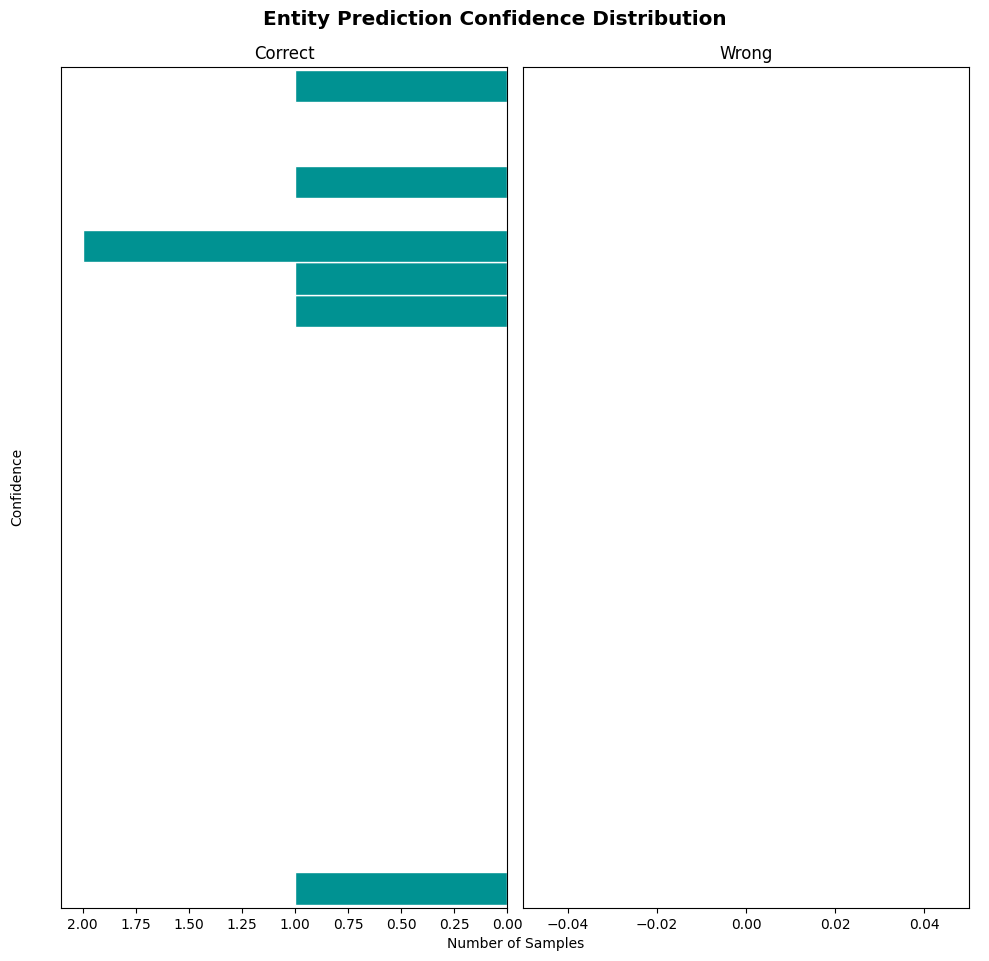 Entity Prediction Confidence Distribution
Correct
Wrong
Confidence
2.00 1.75 1.50 1.25 1.00 0.75 0.50 0.25 0.00
−0.04 −0.02 0.00 0.02 0.04
Number of Samples